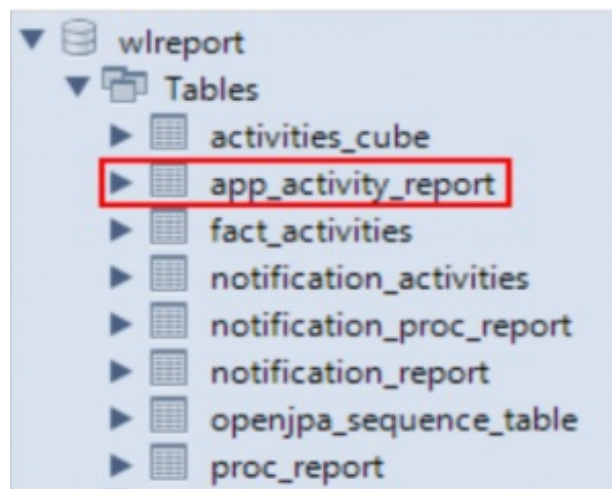 wlreport
Tables
activities_cube
app_activity_report
fact_activities
notification_activities
notification_proc_report
notification_report
openjpa_sequence_table
proc_report